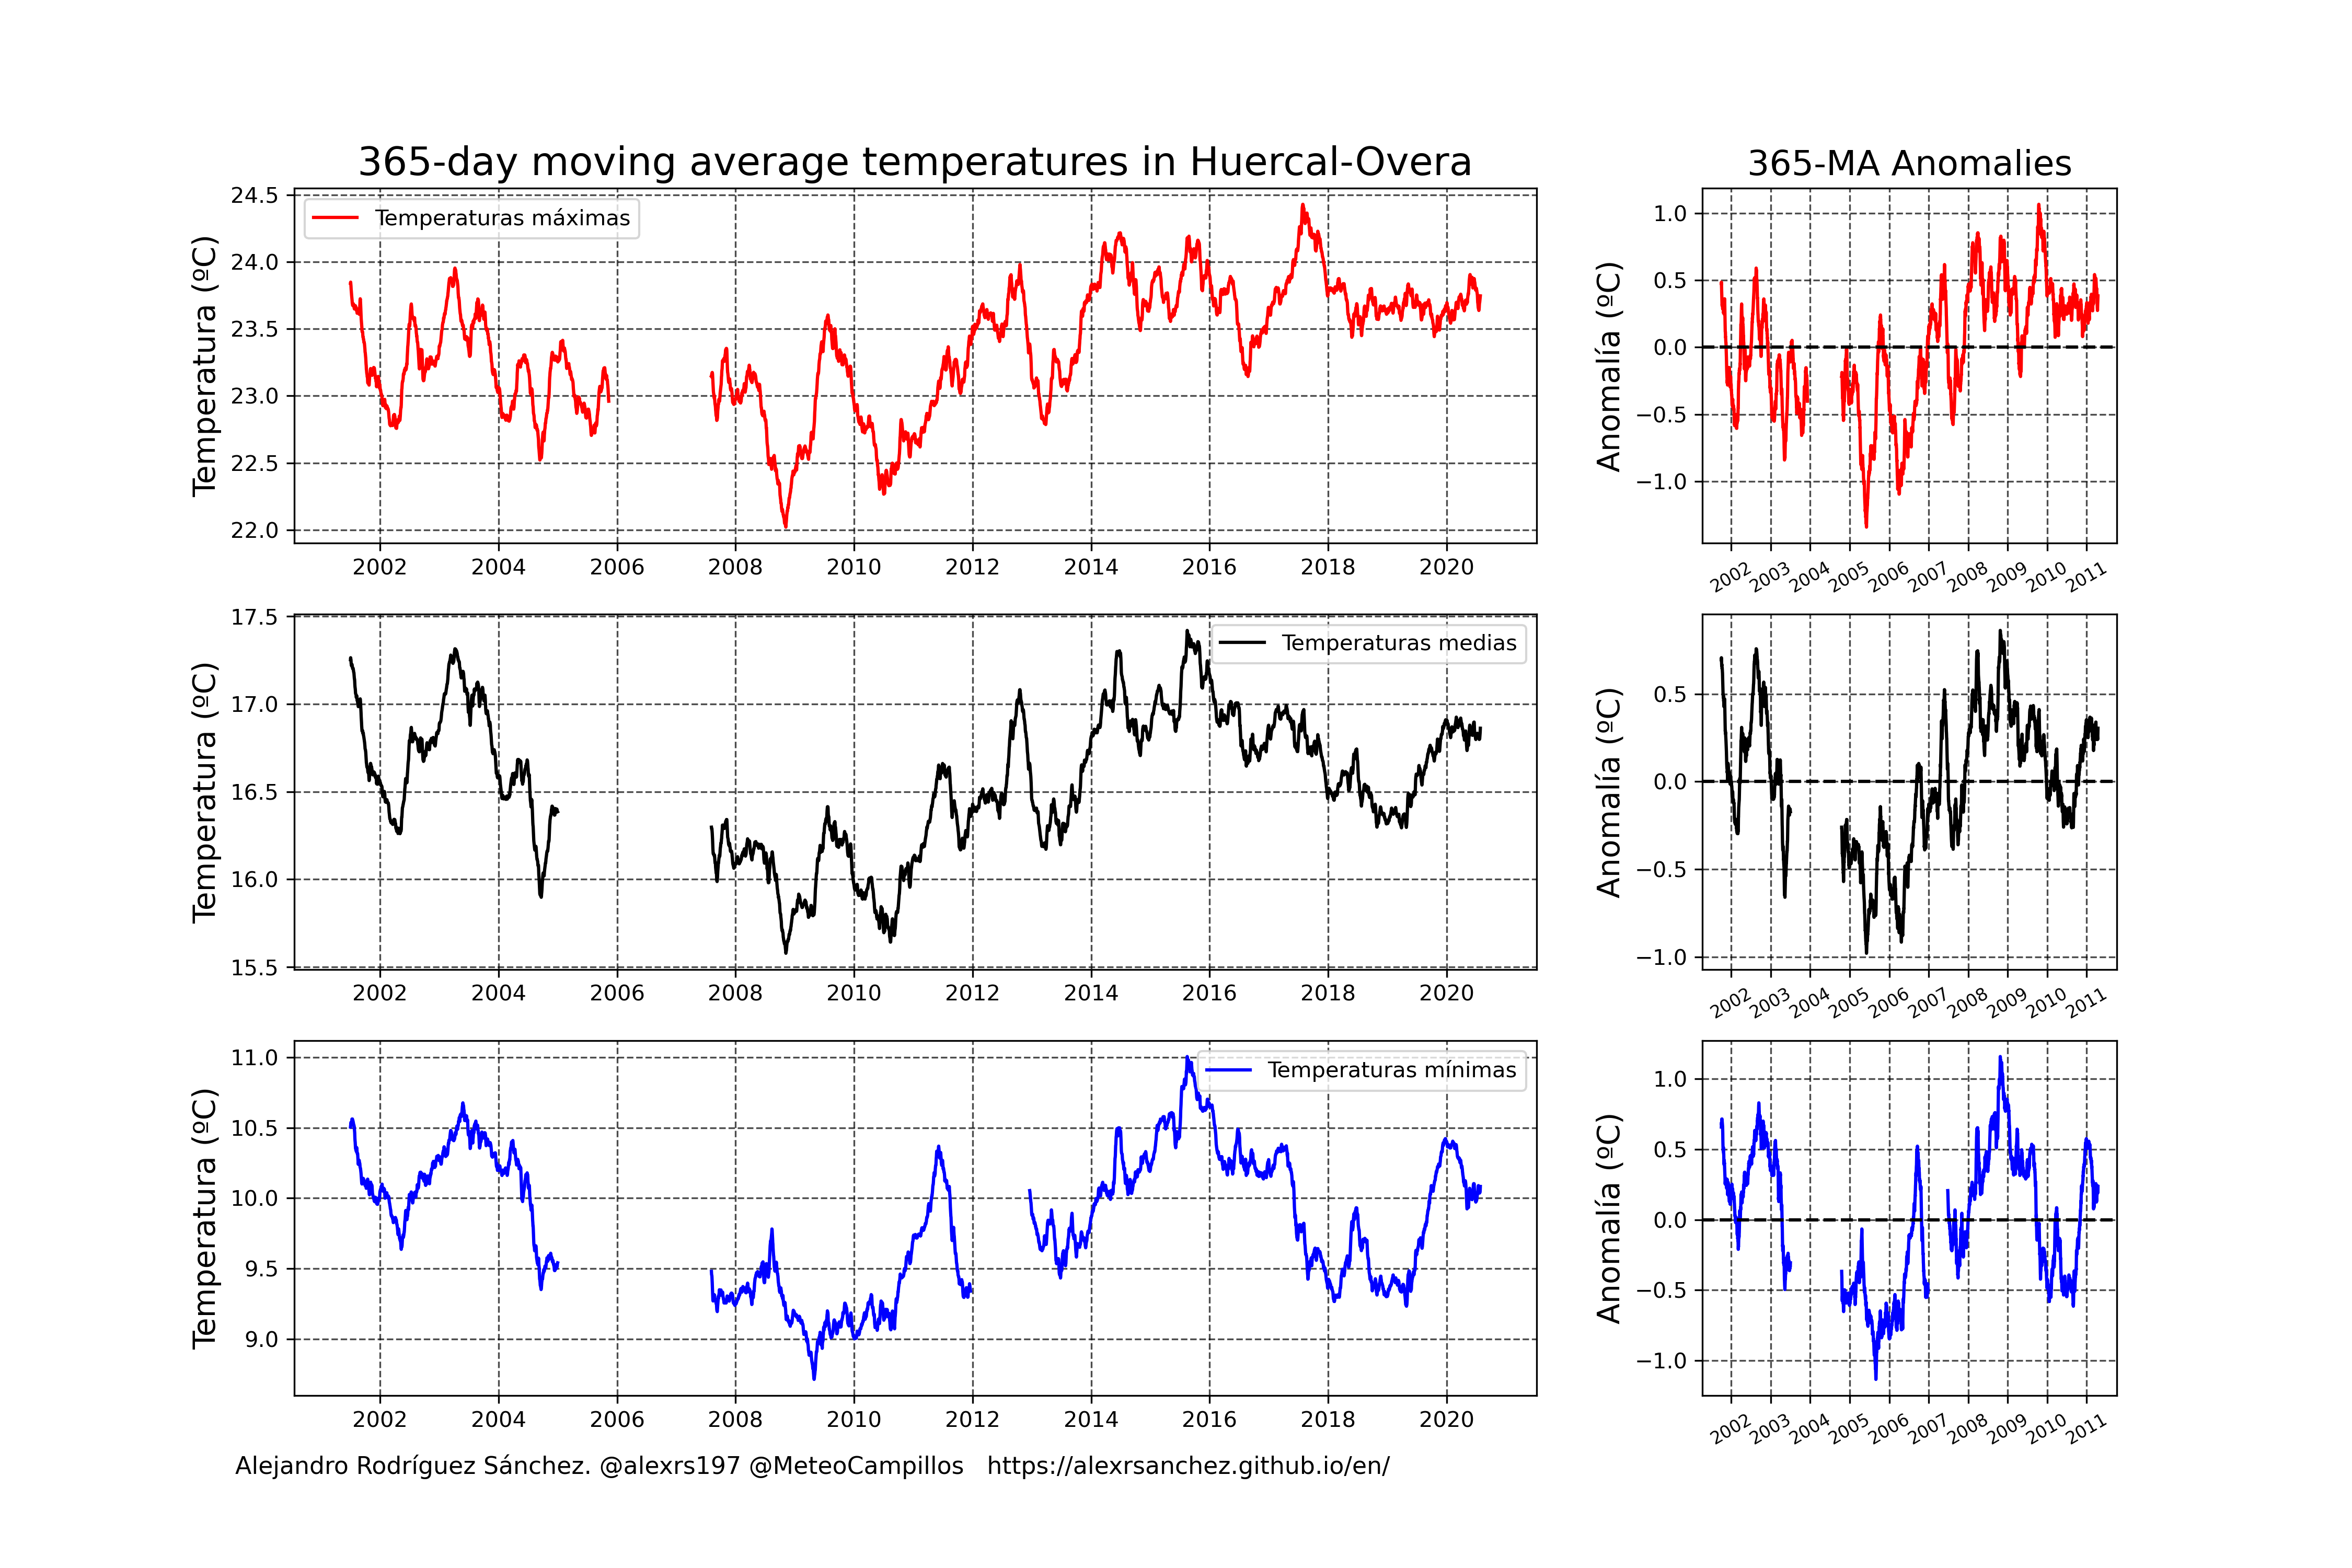 365-day moving average temperatures in Huercal-Overa
365-MA Anomalies
Temperatura (ºC)
24.5
24.0
23.5
23.0
22.5
22.0
Temperaturas máximas
2002 2004 2006 2008 2010 2012 2014 2016 2018 2020
Anomalía (ºC)
1.0
0.5
0.0
−0.5
−1.0
2002 2003 2004 2005 2006 2007 2008 2009 2010 2011
Temperatura (ºC)
17.5
17.0
16.5
16.0
15.5
Temperaturas medias
2002 2004 2006 2008 2010 2012 2014 2016 2018 2020
Anomalía (ºC)
0.5
0.0
−0.5
−1.0
2002 2003 2004 2005 2006 2007 2008 2009 2010 2011
Temperatura (ºC)
11.0
10.5
10.0
9.5
9.0
Temperaturas mínimas
2002 2004 2006 2008 2010 2012 2014 2016 2018 2020
Anomalía (ºC)
1.0
0.5
0.0
−0.5
−1.0
2002 2003 2004 2005 2006 2007 2008 2009 2010 2011
Alejandro Rodríguez Sánchez. @alexrs197 @MeteoCampillos https://alexrsanchez.github.io/en/